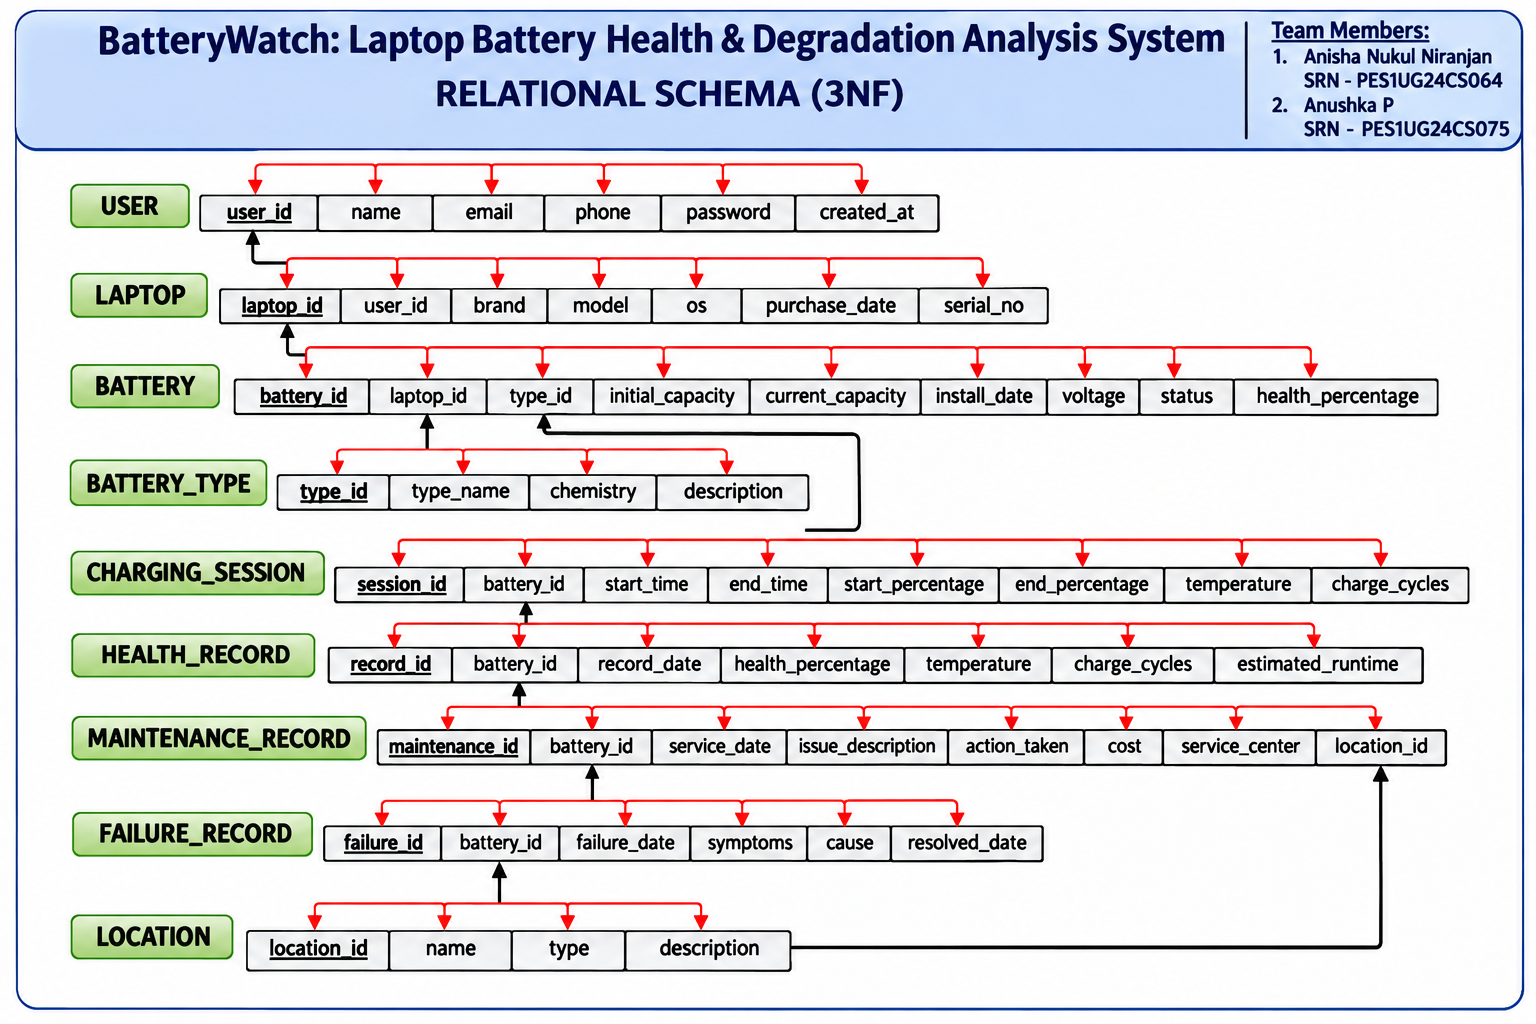 BatteryWatch: Laptop Battery Health & Degradation Analysis System
RELATIONAL SCHEMA (3NF)
Team Members:
1. Anisha Nukul Niranjan
SRN - PES1UG24CS064
2. Anushka P
SRN - PES1UG24CS075
USER
user_id name email phone password created_at
LAPTOP
laptop_id user_id brand model os purchase_date serial_no
BATTERY
battery_id laptop_id type_id initial_capacity current_capacity install_date voltage status health_percentage
BATTERY_TYPE
type_id type_name chemistry description
CHARGING_SESSION
session_id battery_id start_time end_time start_percentage end_percentage temperature charge_cycles
HEALTH_RECORD
record_id battery_id record_date health_percentage temperature charge_cycles estimated_runtime
MAINTENANCE_RECORD
maintenance_id battery_id service_date issue_description action_taken cost service_center location_id
FAILURE_RECORD
failure_id battery_id failure_date symptoms cause resolved_date
LOCATION
location_id name type description